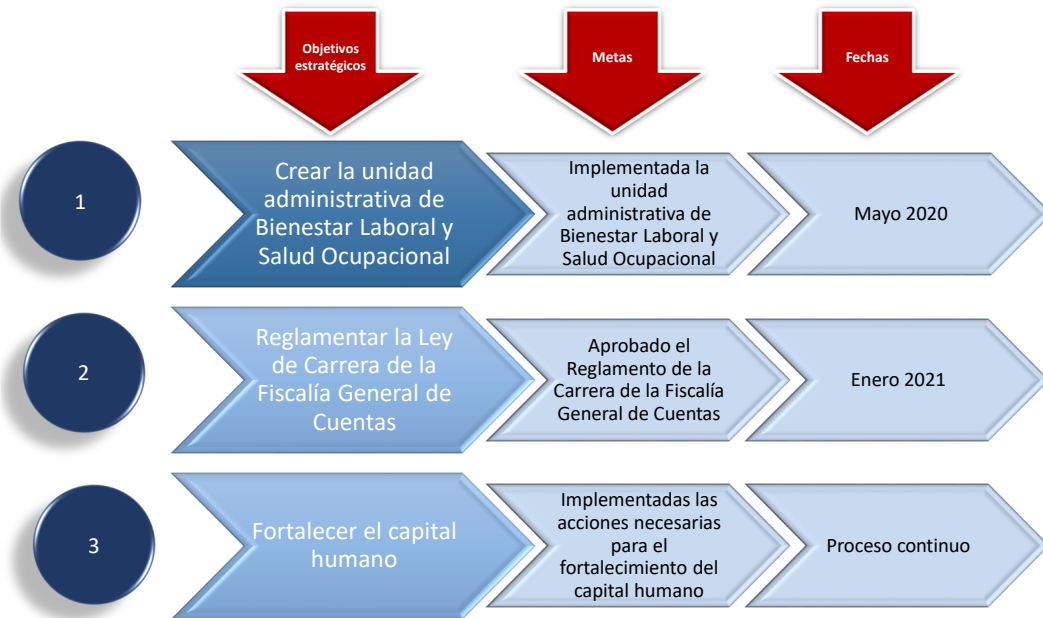 Objetivos
estratégicos
Metas
Fechas
1
Crear la unidad
administrativa de
Bienestar Laboral y
Salud Ocupacional
Implementada la
unidad
administrativa de
Bienestar Laboral y
Salud Ocupacional
Mayo 2020
2
Reglamentar la Ley
de Carrera de la
Fiscalía General de
Cuentas
Aprobado el
Reglamento de la
Carrera de la Fiscalía
General de Cuentas
Enero 2021
3
Fortalecer el capital
humano
Implementadas las
acciones necesarias
para el
fortalecimiento del
capital humano
Proceso continuo